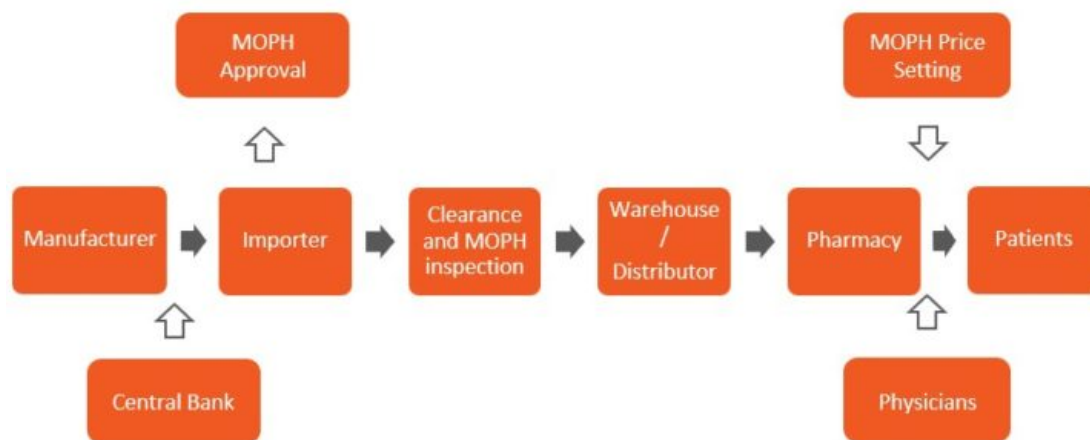 MOPH
Approval
MOPH Price
Setting
Manufacturer
Importer
Clearance
and MOPH
inspection
Warehouse
/
Distributor
Pharmacy
Patients
Central Bank
Physicians